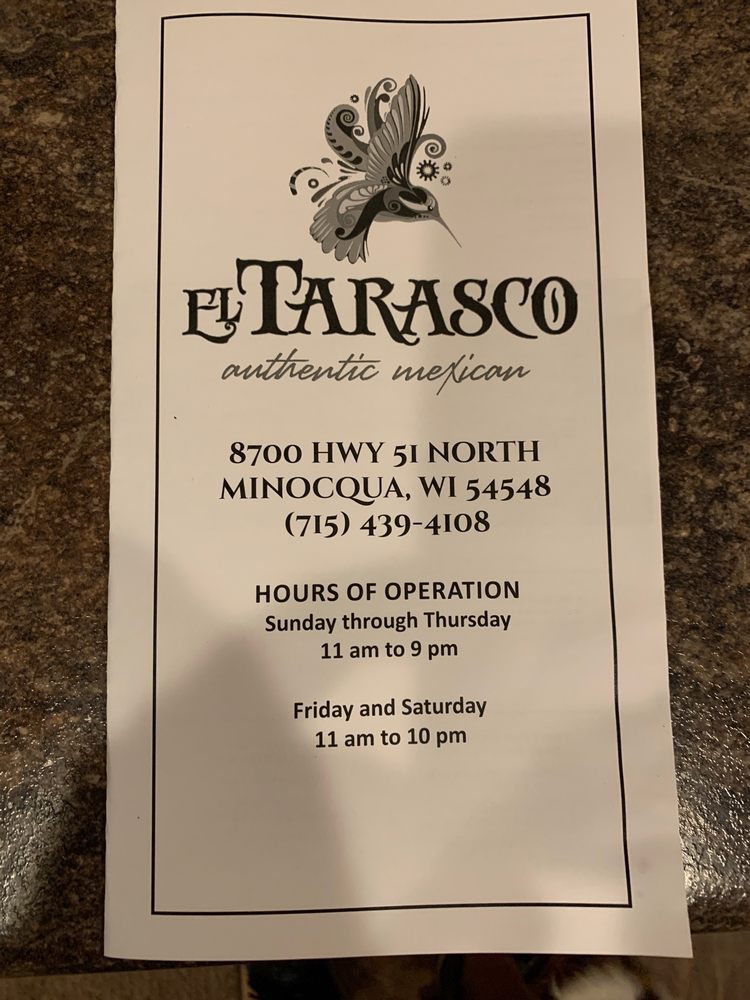 EL TARASCO
authentic mexican
8700 HWY 51 NORTH
MINOCQUA, WI 54548
(715) 439-4108
HOURS OF OPERATION
Sunday through Thursday
11 am to 9 pm
Friday and Saturday
11 am to 10 pm